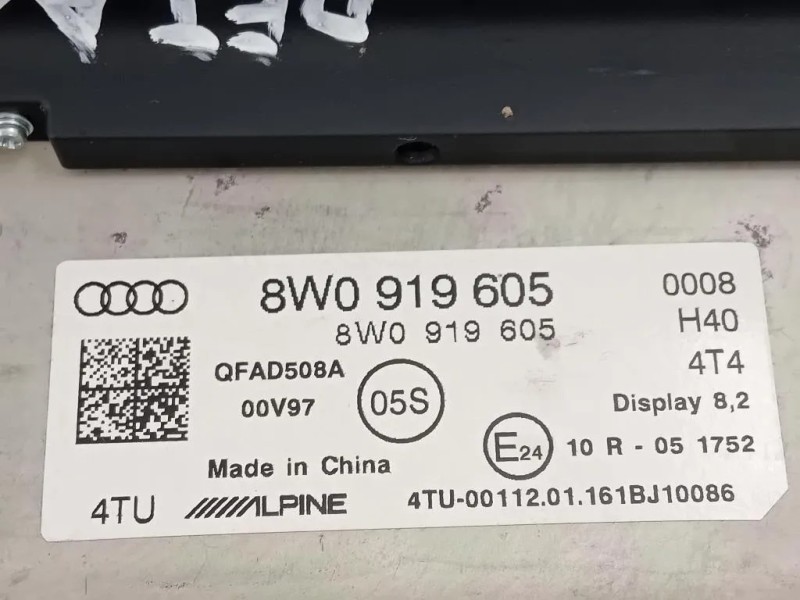 8W0 919 605
0008
8W0 919 605
H40
QFAD508A
4T4
00V97
05S
Display 8,2
E24
10 R - 05 1752
Made in China
4TU
ALPINE
4TU-00112.01.161BJ10086